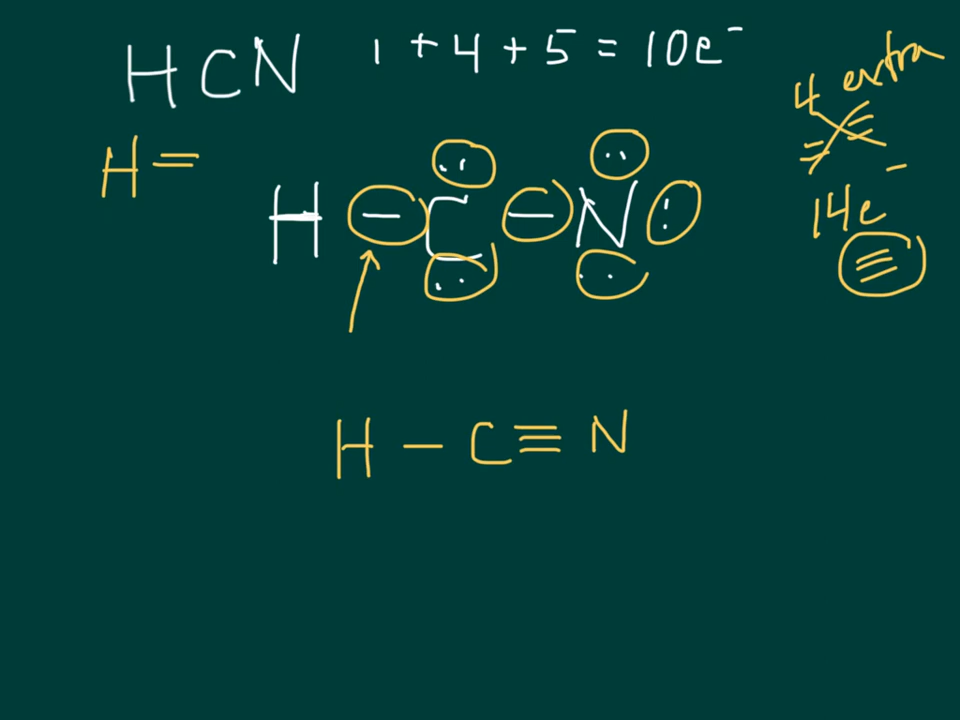 HCN 1 + 4 + 5 = 10e⁻
4 extra
H =
H — C — N
14e⁻
≡
H — C ≡ N